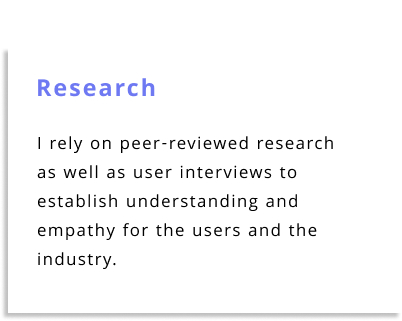 Research
I rely on peer-reviewed research
as well as user interviews to
establish understanding and
empathy for the users and the
industry.